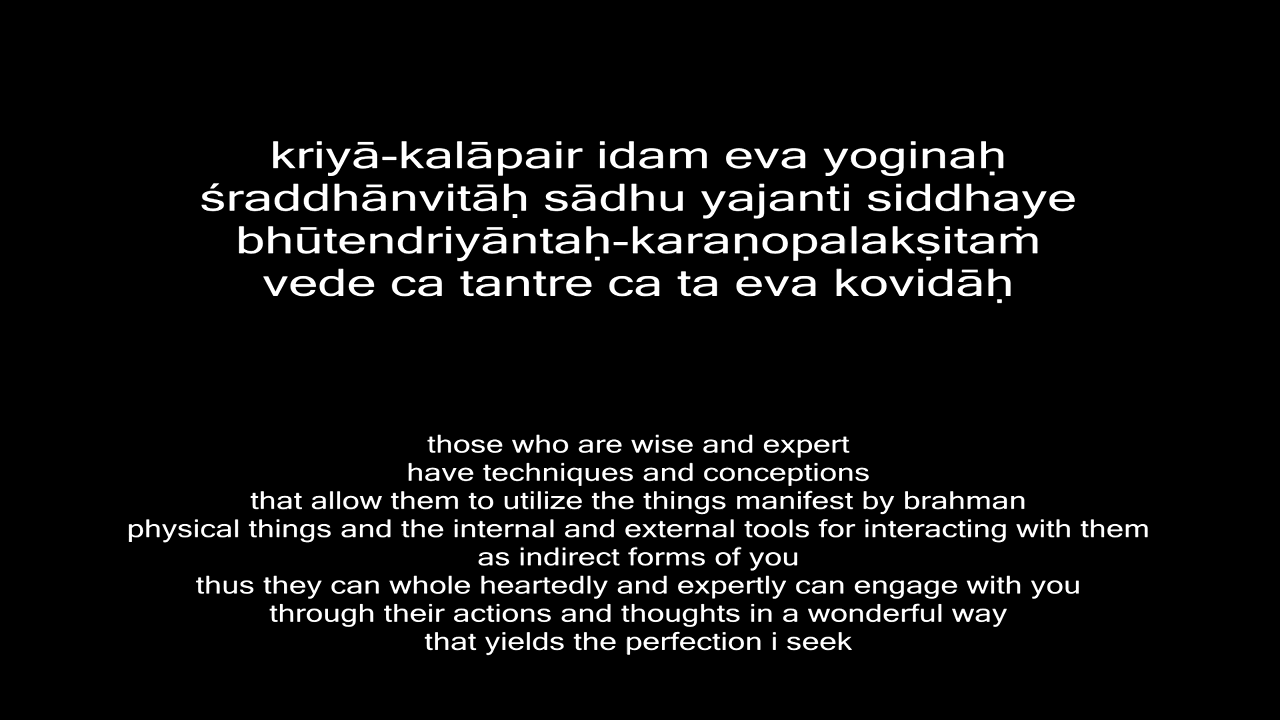 kriyā-kalāpair idam eva yoginaḥ
śraddhānvitāḥ sādhu yajanti siddhaye
bhūtendriyāntaḥ-karaṇopalakṣitaṁ
vede ca tantre ca ta eva kovidāḥ
those who are wise and expert
have techniques and conceptions
that allow them to utilize the things manifest by brahman
physical things and the internal and external tools for interacting with them
as indirect forms of you
thus they can whole heartedly and expertly can engage with you
through their actions and thoughts in a wonderful way
that yields the perfection i seek